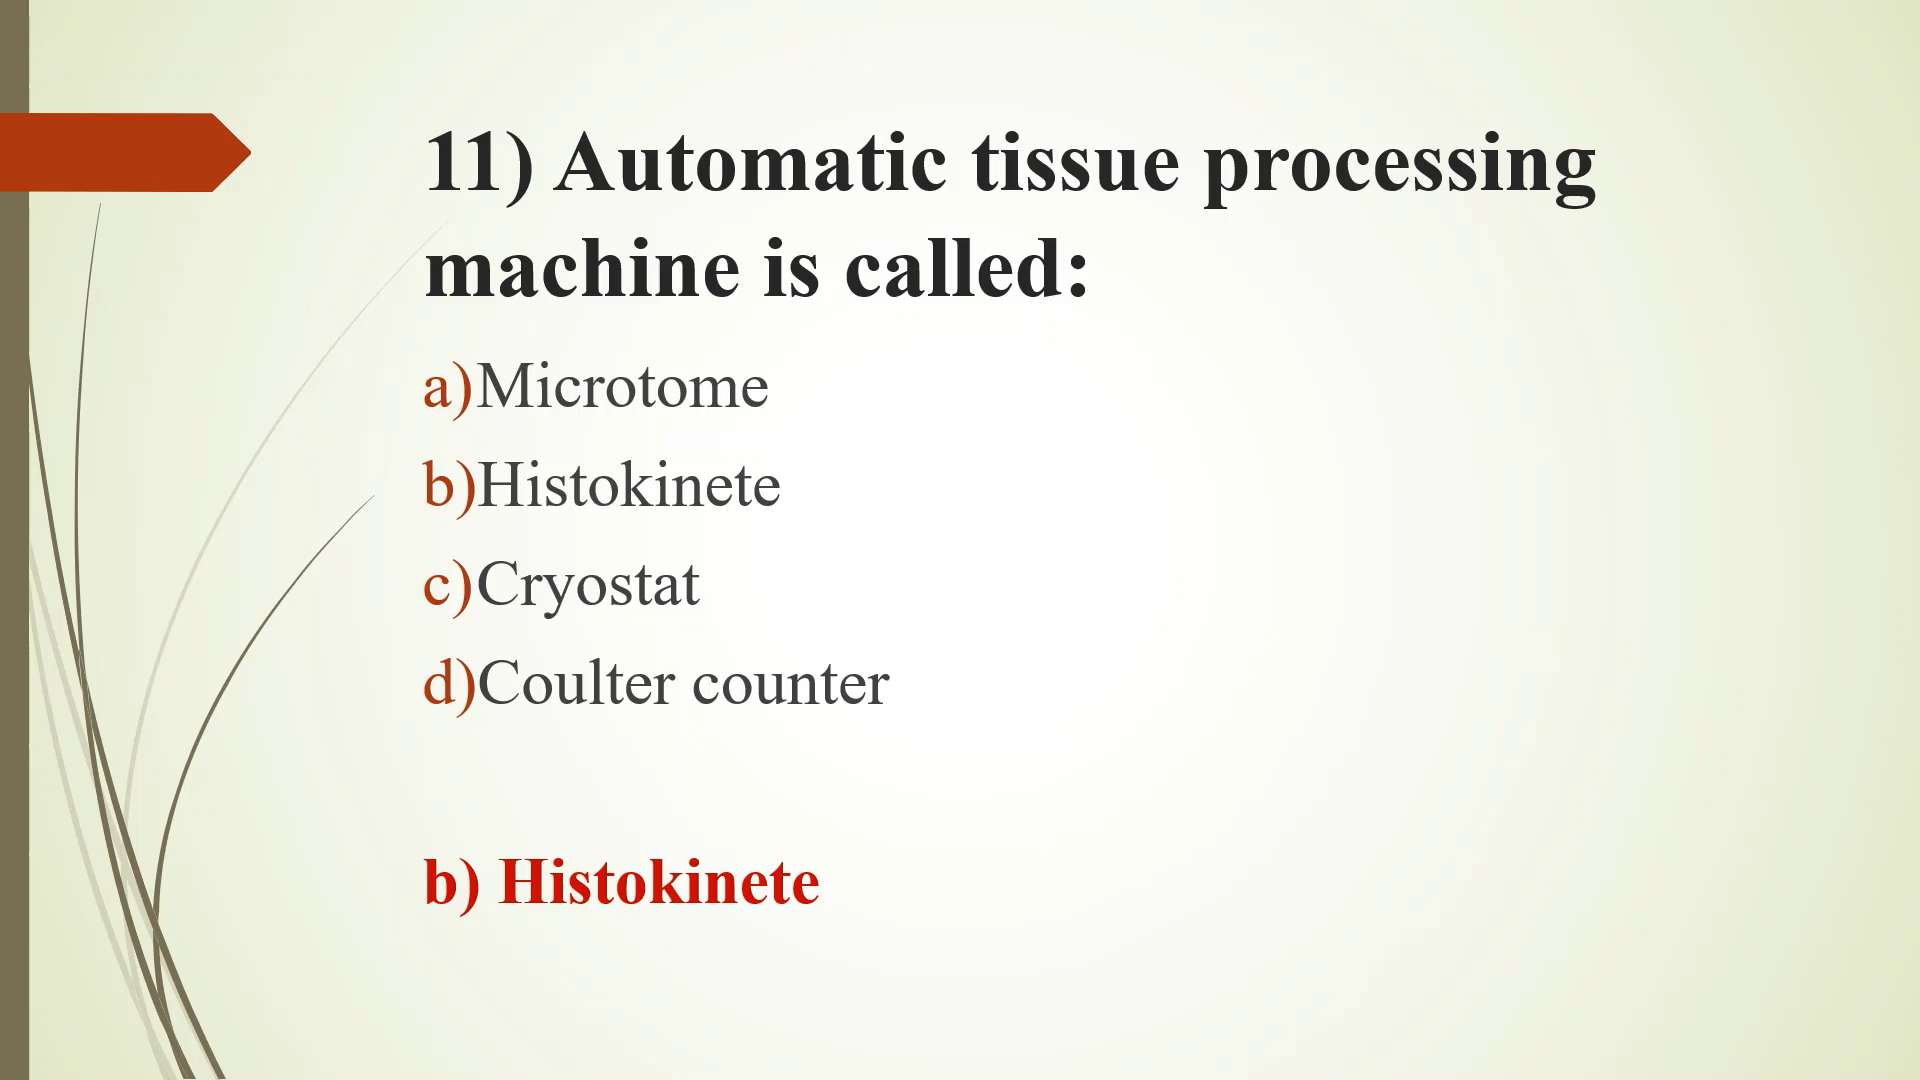 11) Automatic tissue processing
machine is called:
a)Microtome
b)Histokinete
c)Cryostat
d)Coulter counter
b) Histokinete